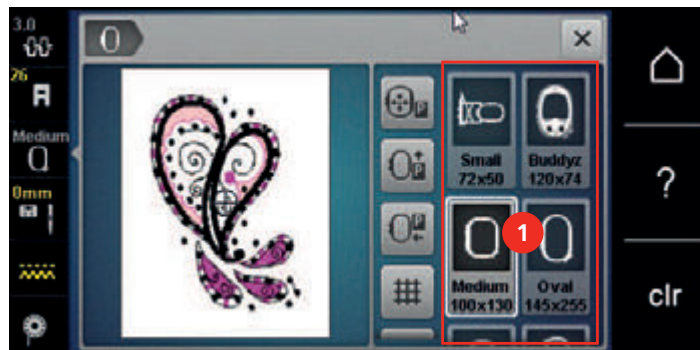 3.0
26
Medium
0mm
Small
72x50
Buddyz
120x74
Medium
100x130
1
Oval
145x255
?
clr